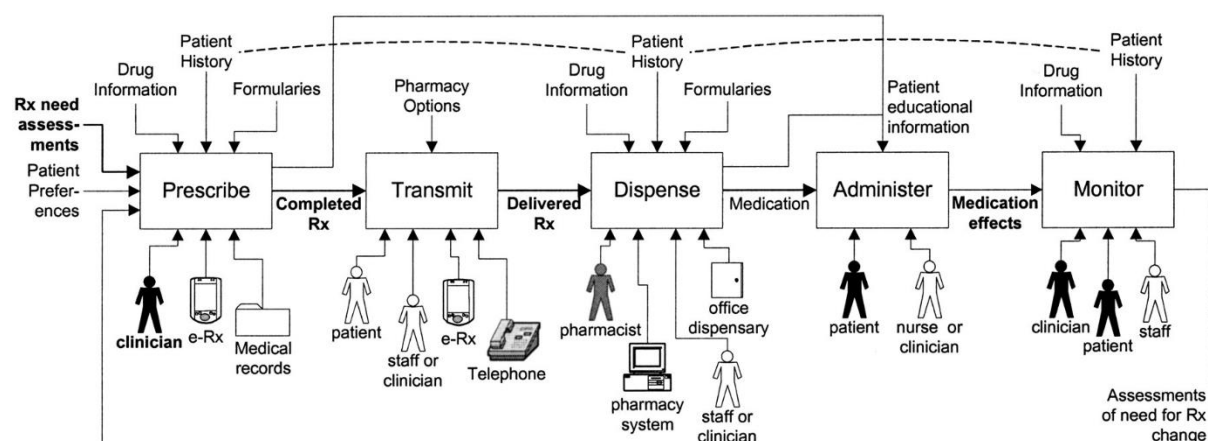 Patient
History
Patient
History
Patient
History
Drug
Information
Formularies
Pharmacy
Options
Drug
Information
Formularies
Patient
educational
information
Drug
Information
Rx need
assess-
ments
Patient
Prefer-
ences
Prescribe
Completed
Rx
Transmit
Delivered
Rx
Dispense
Medication
Administer
Medication
effects
Monitor
clinician
e-Rx
Medical
records
patient
staff or
clinician
e-Rx
Telephone
pharmacist
pharmacy
system
office
dispensary
staff or
clinician
patient
nurse or
clinician
clinician
patient
staff
Assessments
of need for Rx
change